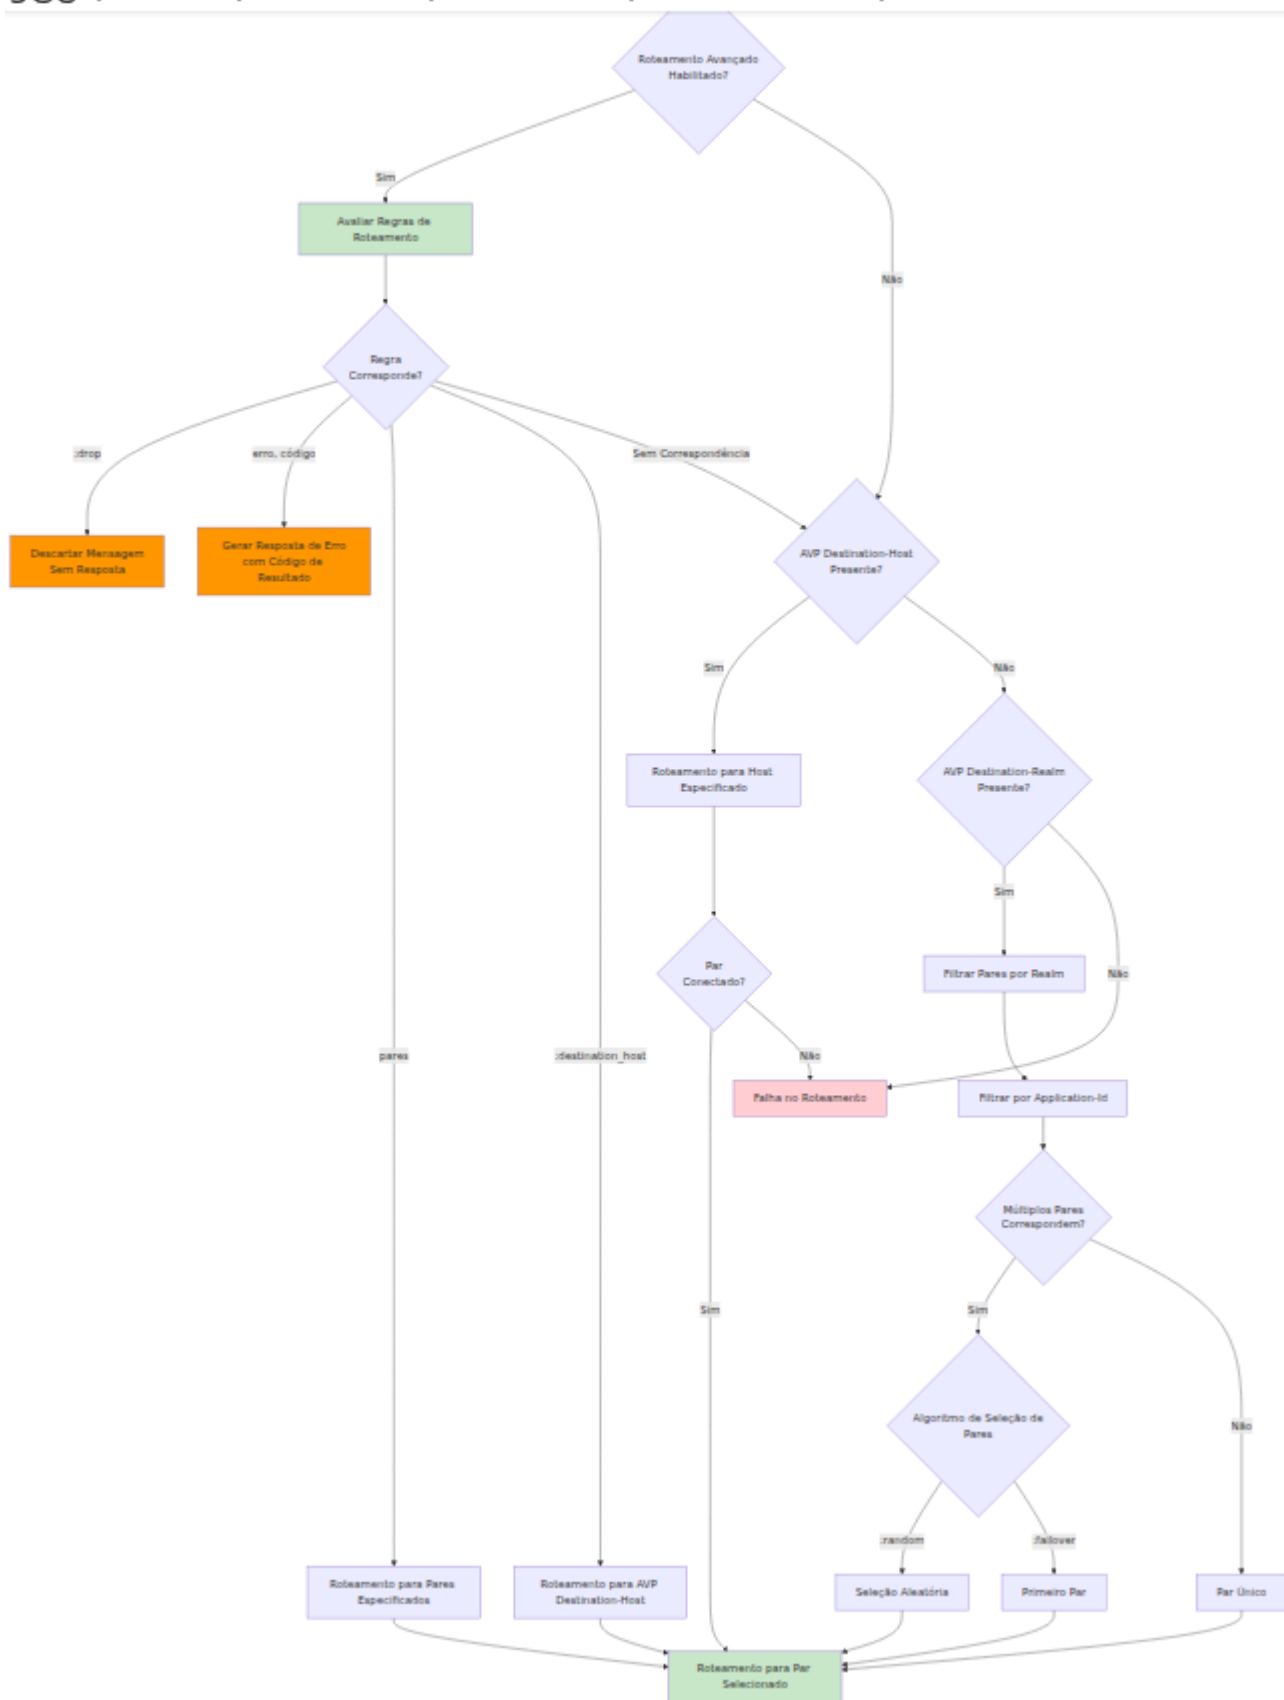 Roteamento Avançado
Habilitado?
Sim
Avaliar Regras de
Roteamento
Não
Regra
Corresponde?
:drop
erro, código
Sem Correspondência
Descartar Mensagem
Sem Resposta
Gerar Resposta de Erro
com Código de
Resultado
AVP Destination-Host
Presente?
Sim
Não
Roteamento para Host
Especificado
AVP Destination-Realm
Presente?
Sim
Par
Conectado?
Filtrar Pares por Realm
Não
pares
:destination_host
Não
Falha no Roteamento
Filtrar por Application-Id
Múltiplos Pares
Correspondem?
Sim
Sim
Algoritmo de Seleção de
Pares
Não
:random
:failover
Roteamento para Pares
Especificados
Roteamento para AVP
Destination-Host
Seleção Aleatória
Primeiro Par
Par Único
Roteamento para Par
Selecionado